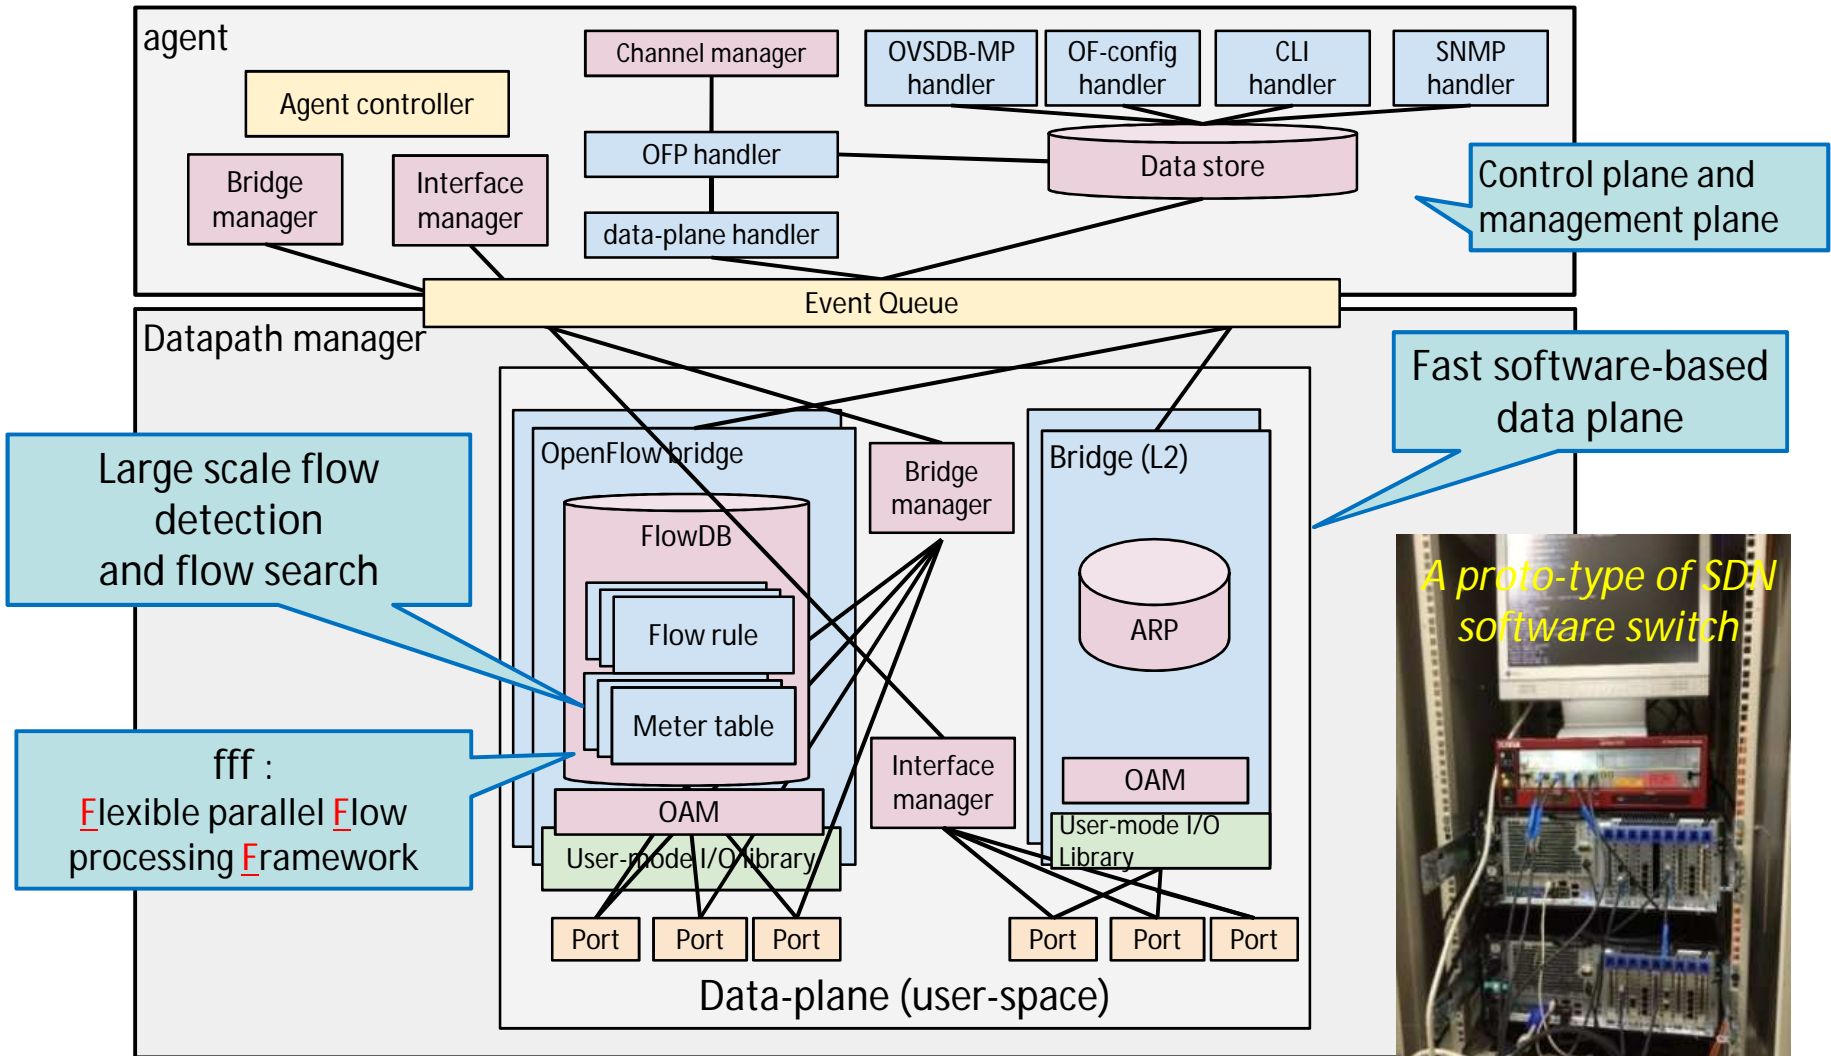 agent
Channel manager
OVSDB-MP
handler
OF-config
handler
CLI
handler
SNMP
handler
Agent controller
OFP handler
Data store
Bridge
manager
Interface
manager
data-plane handler
Control plane and
management plane
Event Queue
Datapath manager
Fast software-based
data plane
Large scale flow
detection
and flow search
OpenFlow bridge
Bridge
manager
Bridge (L2)
FlowDB
Flow rule
Meter table
ARP
A proto-type of SDN
software switch
fff :
Flexible parallel Flow
processing Framework
Interface
manager
OAM
OAM
User-mode I/O library
User-mode I/O
Library
Port
Port
Port
Port
Port
Port
Data-plane (user-space)